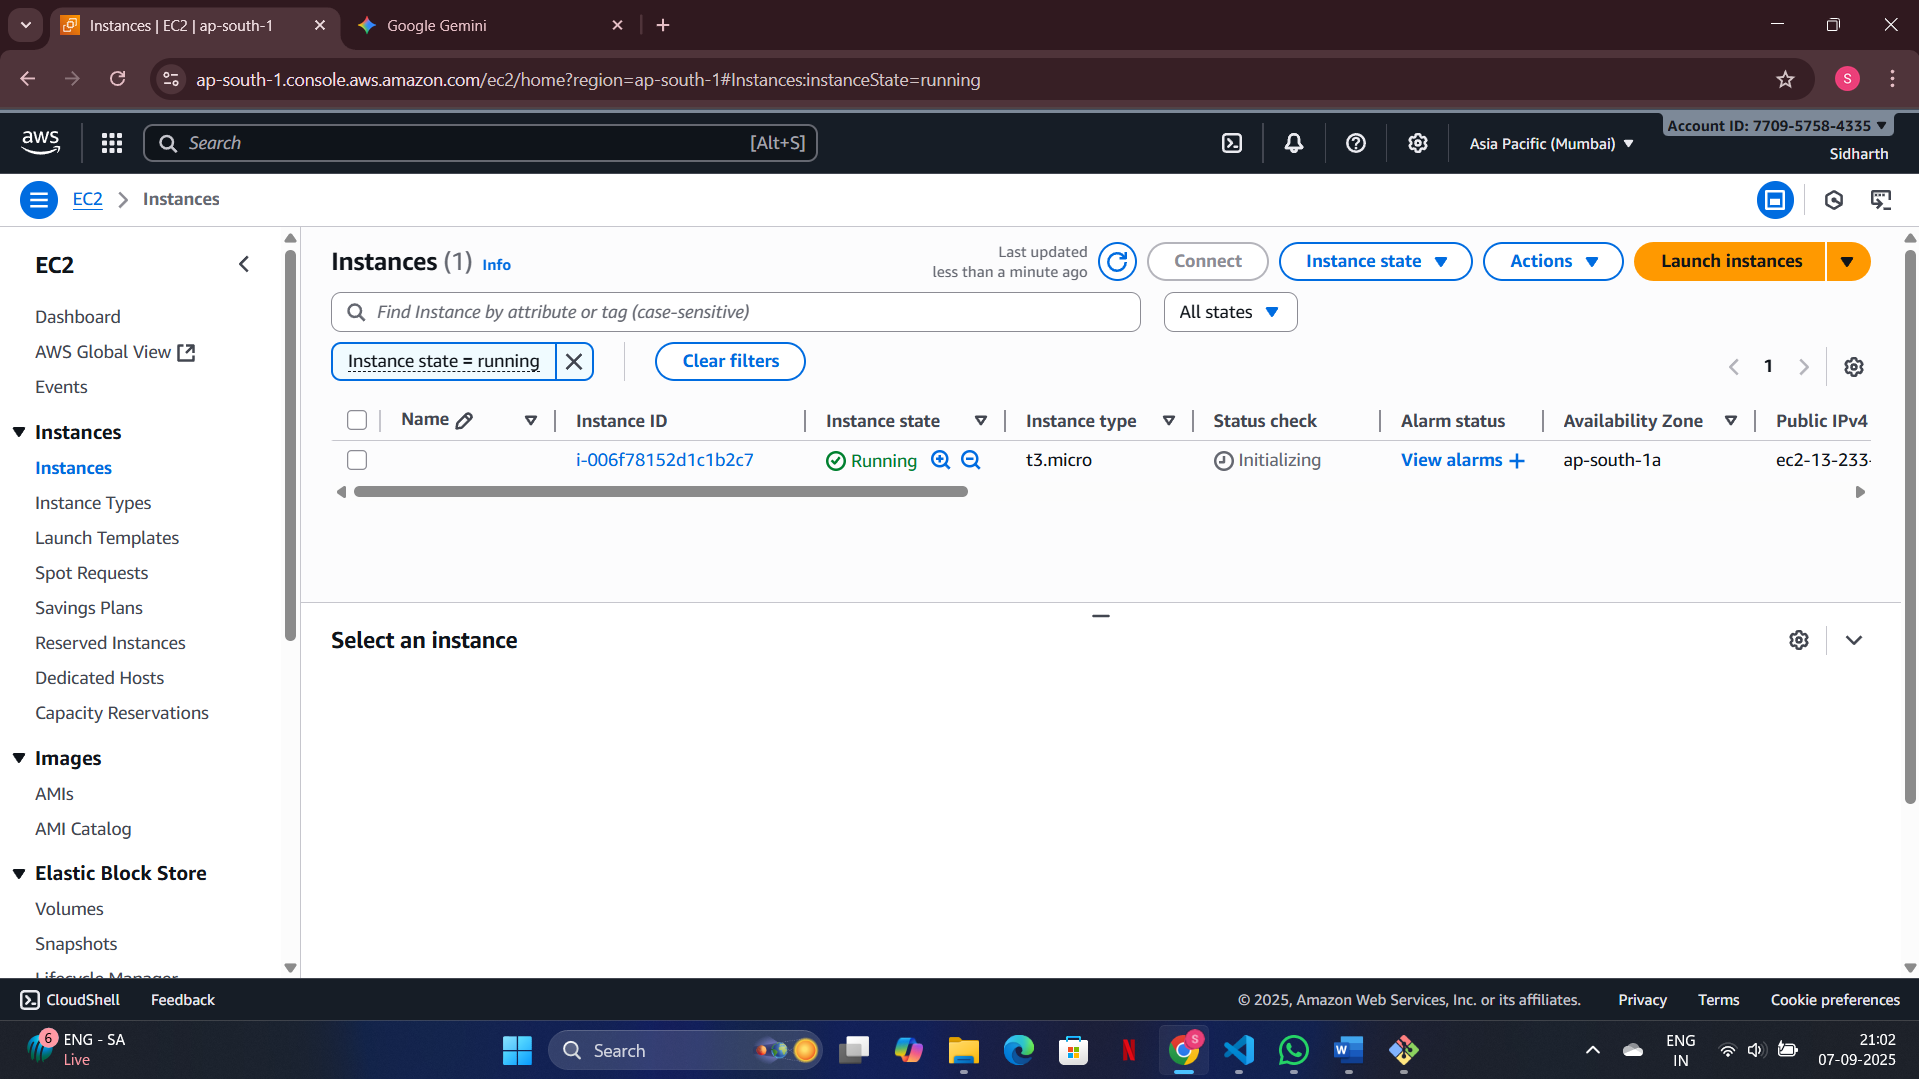 Instances | EC2 | ap-south-1
Google Gemini
ap-south-1.console.aws.amazon.com/ec2/home?region=ap-south-1#Instances:instanceState=running
S
aws
Search
[Alt+S]
Asia Pacific (Mumbai)
Account ID: 7709-5758-4335
Sidharth
EC2
Instances
EC2
Dashboard
AWS Global View
Events
Instances
Instances
Instance Types
Launch Templates
Spot Requests
Savings Plans
Reserved Instances
Dedicated Hosts
Capacity Reservations
Images
AMIs
AMI Catalog
Elastic Block Store
Volumes
Snapshots
Lifecycle Manager
Instances (1) Info
Last updated
less than a minute ago
Connect
Instance state
Actions
Launch instances
Find Instance by attribute or tag (case-sensitive)
All states
Instance state = running
Clear filters
1
Name Instance ID Instance state Instance type Status check Alarm status Availability Zone Public IPv4
i-006f78152d1c1b2c7 Running t3.micro Initializing View alarms + ap-south-1a ec2-13-233-
Select an instance
CloudShell
Feedback
© 2025, Amazon Web Services, Inc. or its affiliates.
Privacy
Terms
Cookie preferences
6
ENG - SA
Live
Search
S
ENG
IN
21:02
07-09-2025